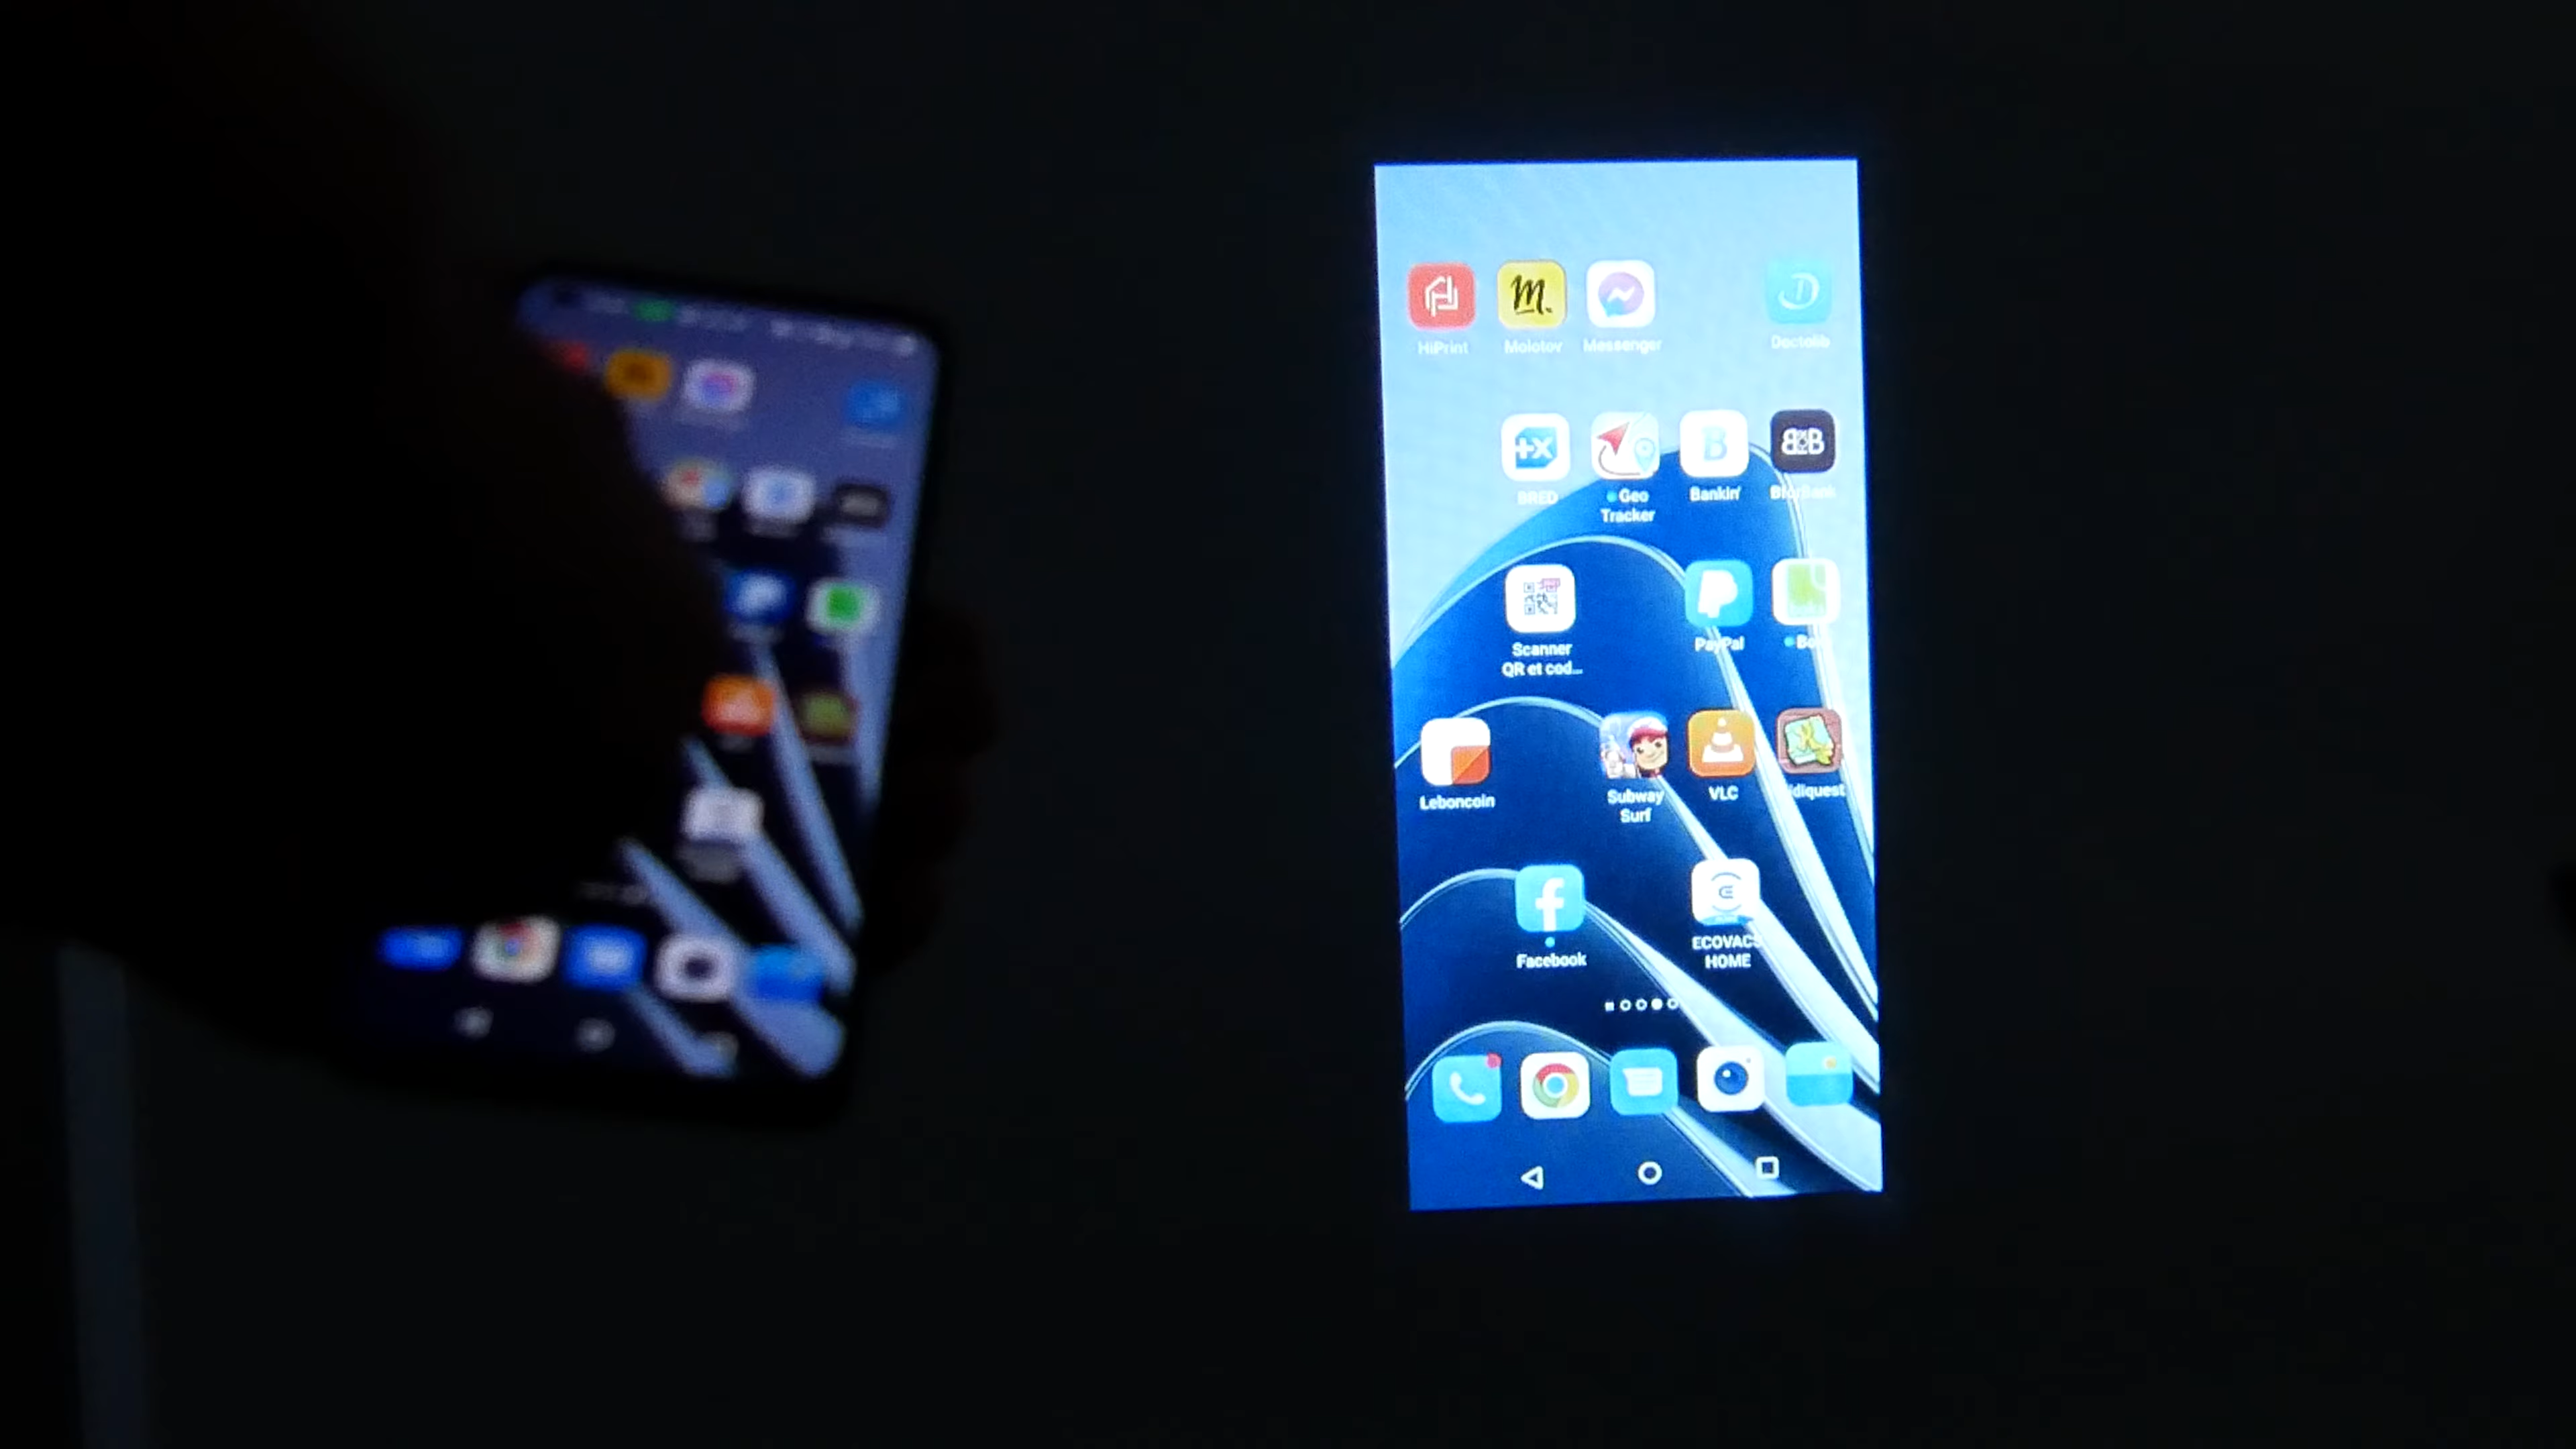 HiPrint Molotov Messenger Doctolib
BRED Geo Bankin' BforBank
Tracker
Scanner PayPal
QR et cod...
Leboncoin Subway VLC
Surf
Facebook ECOVACS
HOME